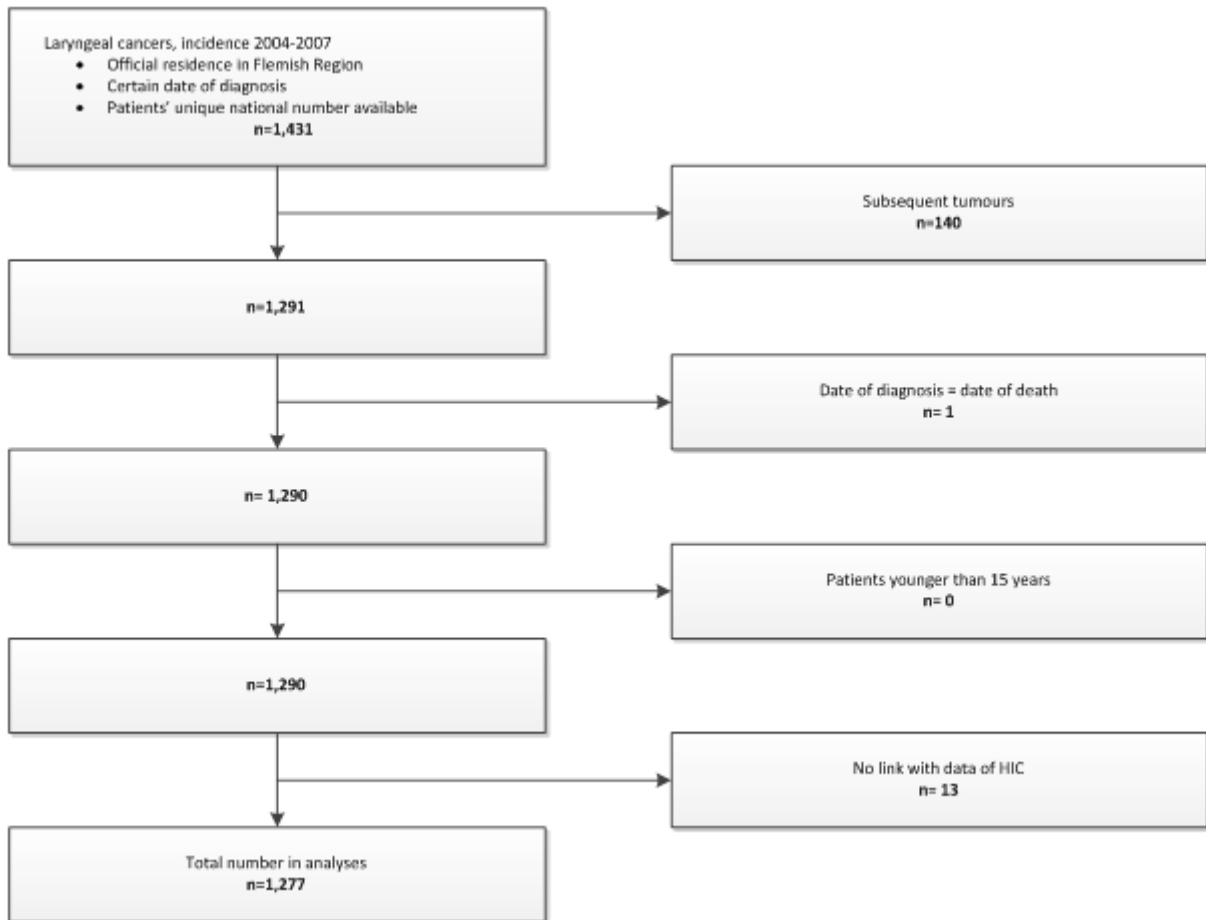 Laryngeal cancers, incidence 2004-2007
• Official residence in Flemish Region
• Certain date of diagnosis
• Patients' unique national number available
n=1,431
Subsequent tumours
n=140
n=1,291
Date of diagnosis = date of death
n= 1
n= 1,290
Patients younger than 15 years
n= 0
n=1,290
No link with data of HIC
n= 13
Total number in analyses
n=1,277